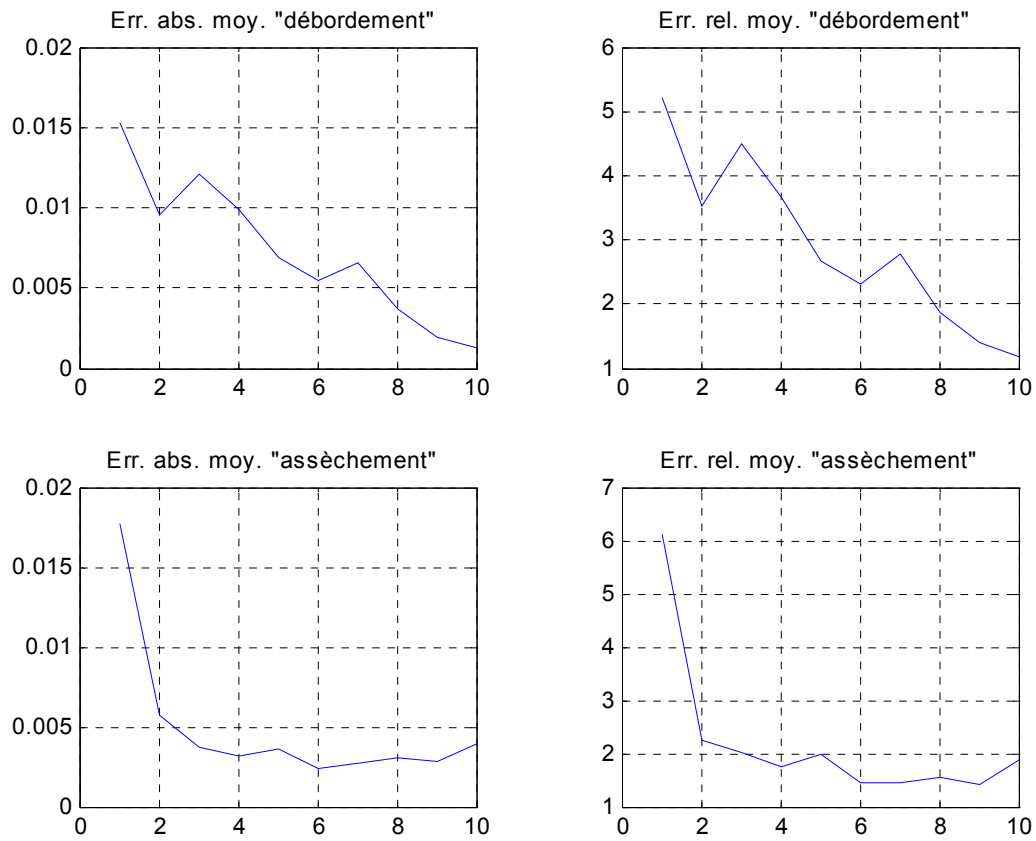 Err. abs. moy. "débordement"
0.02
0.015
0.01
0.005
0
0 2 4 6 8 10
Err. rel. moy. "débordement"
6
5
4
3
2
1
0 2 4 6 8 10
Err. abs. moy. "assèchement"
0.02
0.015
0.01
0.005
0
0 2 4 6 8 10
Err. rel. moy. "assèchement"
7
6
5
4
3
2
1
0 2 4 6 8 10